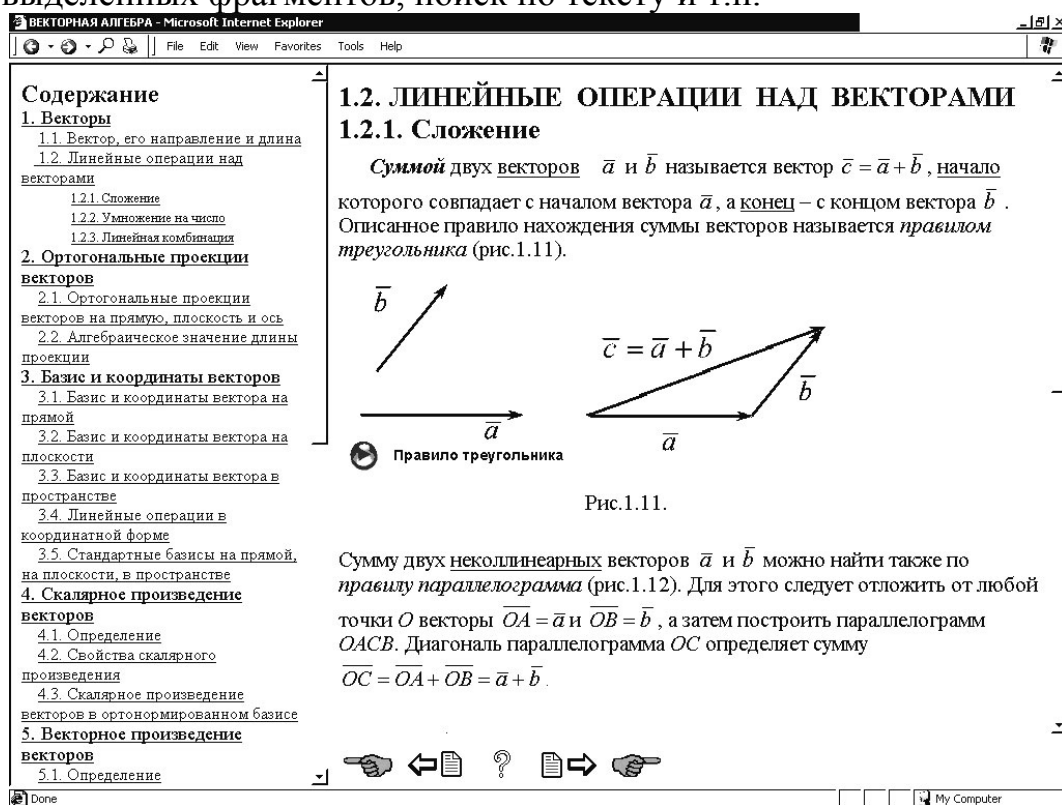 выделенных фрагментов, поиск по тексту и т.п.
ВЕКТОРНАЯ АЛГЕБРА - Microsoft Internet Explorer
File Edit View Favorites Tools Help
Содержание
1. Векторы
1.1. Вектор, его направление и длина
1.2. Линейные операции над
векторами
1.2.1. Сложение
1.2.2. Умножение на число
1.2.3. Линейная комбинация
2. Ортогональные проекции
векторов
2.1. Ортогональные проекции
векторов на прямую, плоскость и ось
2.2. Алгебраическое значение длины
проекции
3. Базис и координаты векторов
3.1. Базис и координаты вектора на
прямой
3.2. Базис и координаты вектора на
плоскости
3.3. Базис и координаты вектора в
пространстве
3.4. Линейные операции в
координатной форме
3.5. Стандартные базисы на прямой,
на плоскости, в пространстве
4. Скалярное произведение
векторов
4.1. Определение
4.2. Свойства скалярного
произведения
4.3. Скалярное произведение
векторов в ортонормированном базисе
5. Векторное произведение
векторов
5.1. Определение
1.2. ЛИНЕЙНЫЕ ОПЕРАЦИИ НАД ВЕКТОРАМИ
1.2.1. Сложение
Суммой двух векторов a̅ и b̅ называется вектор c̅ = a̅ + b̅ , начало
которого совпадает с началом вектора a̅ , а конец – с концом вектора b̅ .
Описанное правило нахождения суммы векторов называется правилом
треугольника (рис.1.11).
b̅
c̅ = a̅ + b̅
b̅
a̅
a̅
Правило треугольника
Рис.1.11.
Сумму двух неколлинеарных векторов a̅ и b̅ можно найти также по
правилу параллелограмма (рис.1.12). Для этого следует отложить от любой
точки O векторы O̅A̅ = a̅ и O̅B̅ = b̅ , а затем построить параллелограмм
OACB. Диагональ параллелограмма OC определяет сумму
O̅C̅ = O̅A̅ + O̅B̅ = a̅ + b̅ .
Done
My Computer